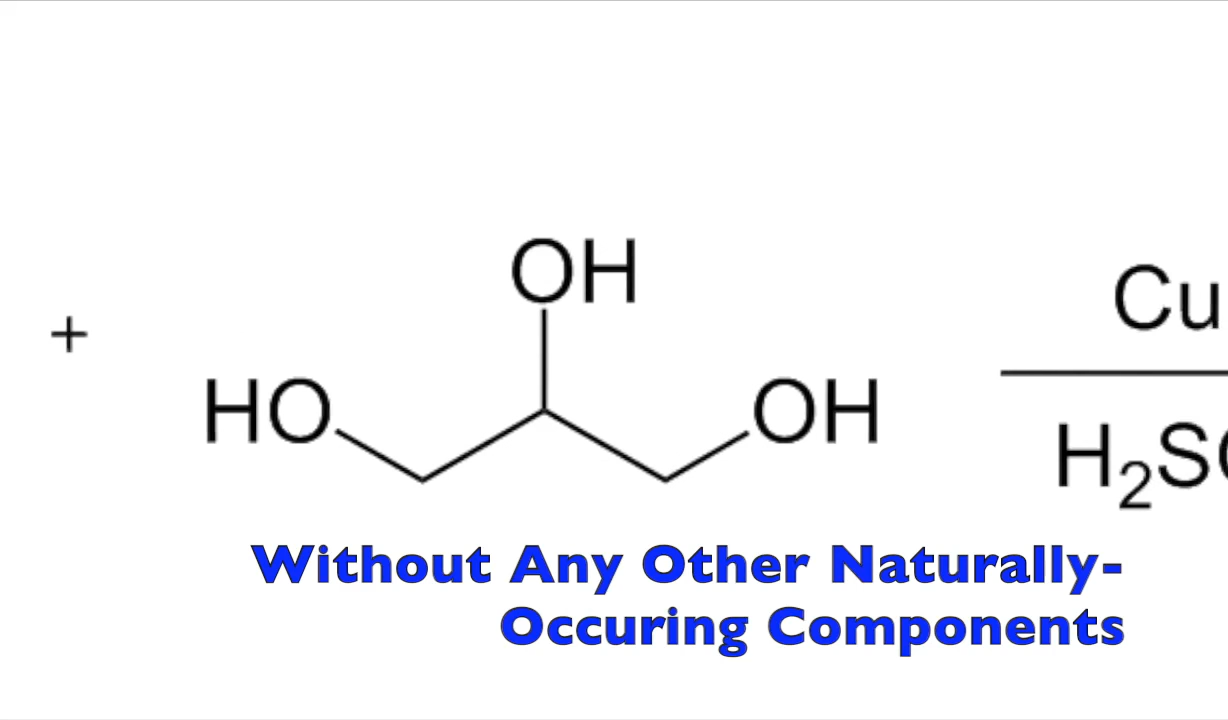 OH
+
HO
OH
Cu
H₂S
Without Any Other Naturally-
Occuring Components